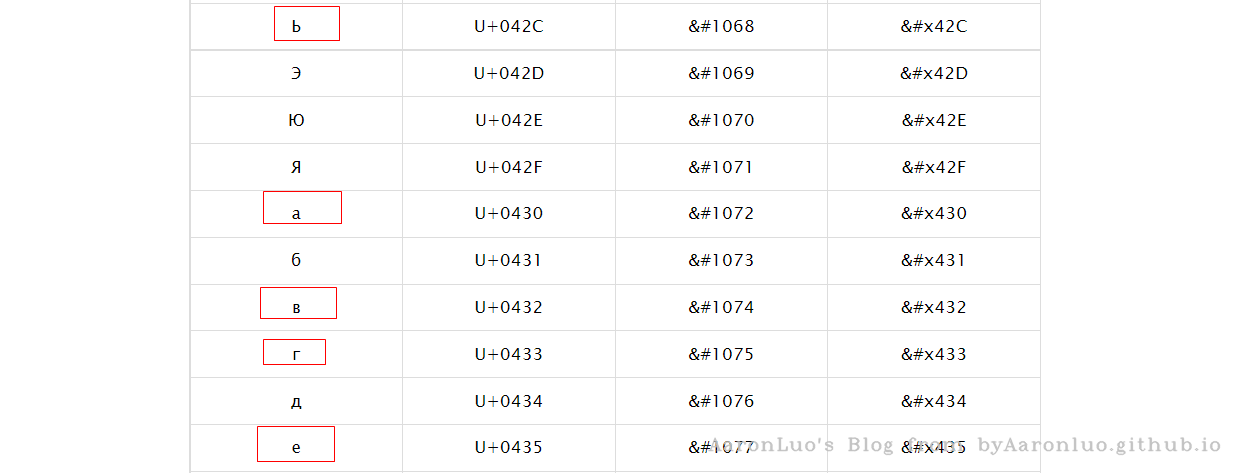 Ь U+042C &#1068 &#x42C
Э U+042D &#1069 &#x42D
Ю U+042E &#1070 &#x42E
Я U+042F &#1071 &#x42F
а U+0430 &#1072 &#x430
б U+0431 &#1073 &#x431
в U+0432 &#1074 &#x432
г U+0433 &#1075 &#x433
д U+0434 &#1076 &#x434
е U+0435 &#1077 &#x435
AaronLuo's Blog from byAaronluo.github.io